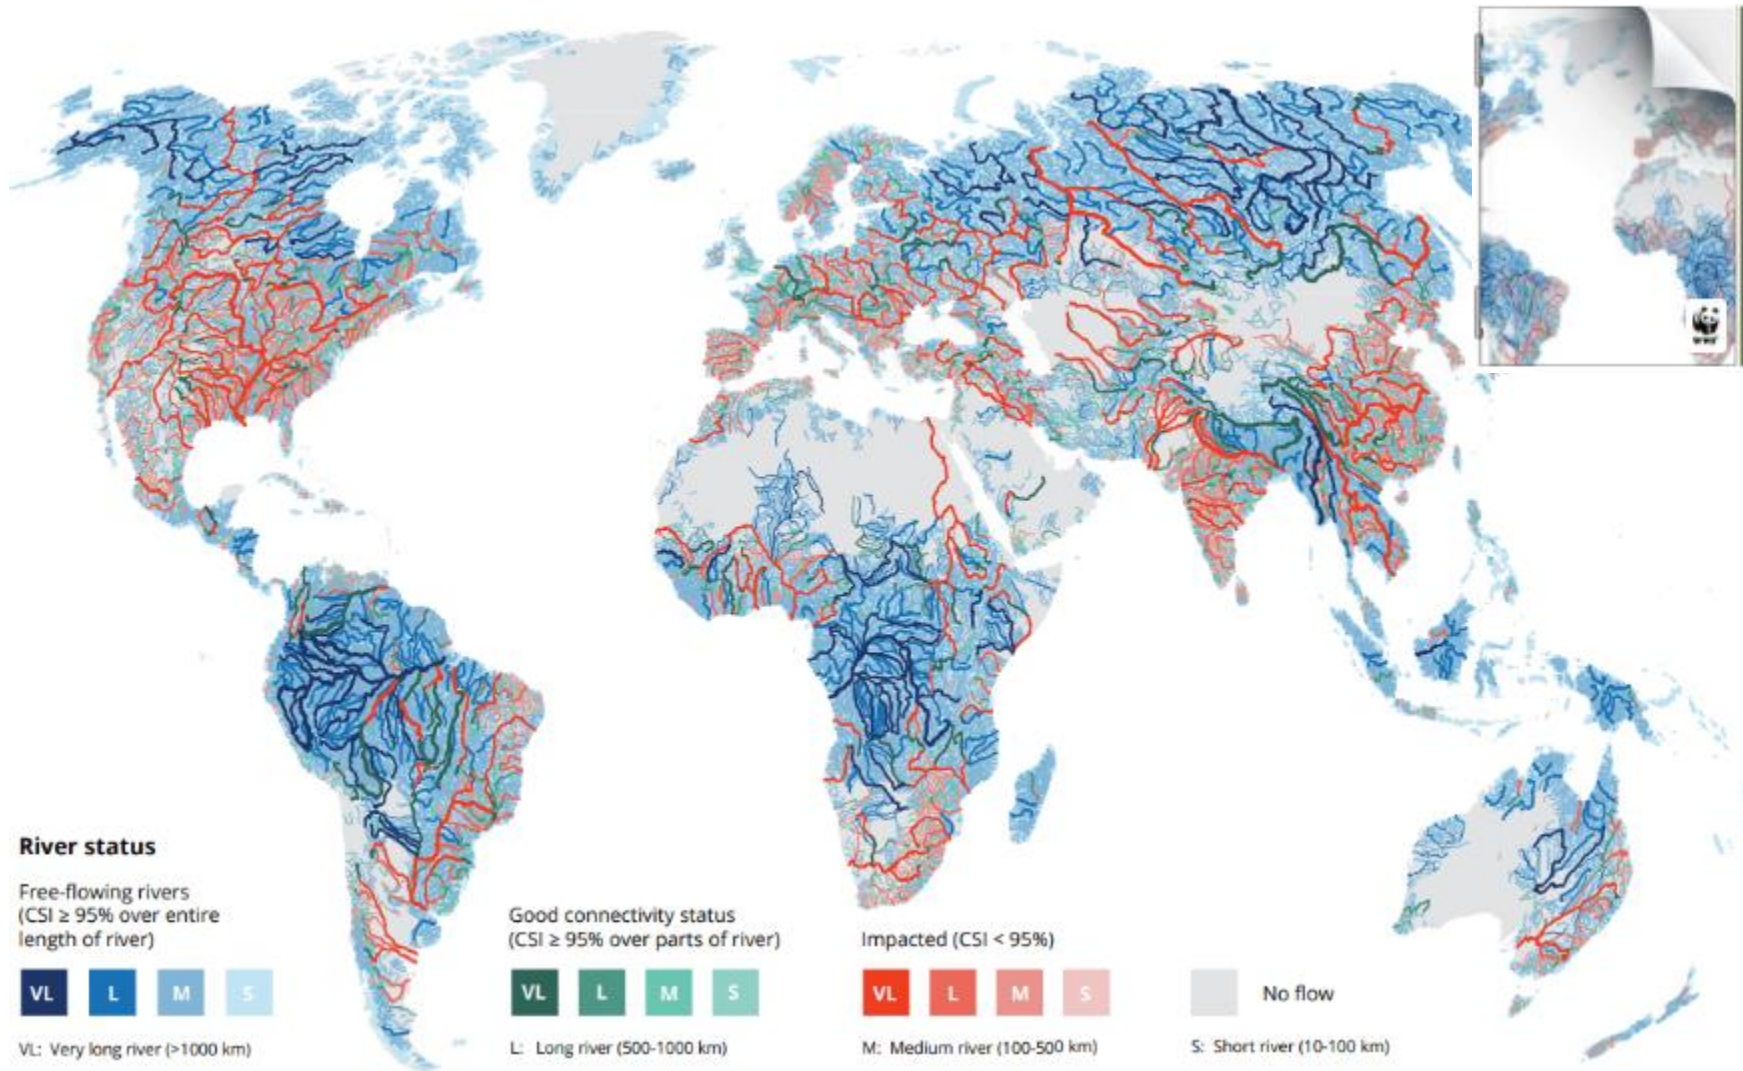 River status
Free-flowing rivers
(CSI ≥ 95% over entire
length of river)
VL L M S
VL: Very long river (>1000 km)
Good connectivity status
(CSI ≥ 95% over parts of river)
VL L M S
L: Long river (500-1000 km)
Impacted (CSI < 95%)
VL L M S
M: Medium river (100-500 km)
No flow
S: Short river (10-100 km)
WWF